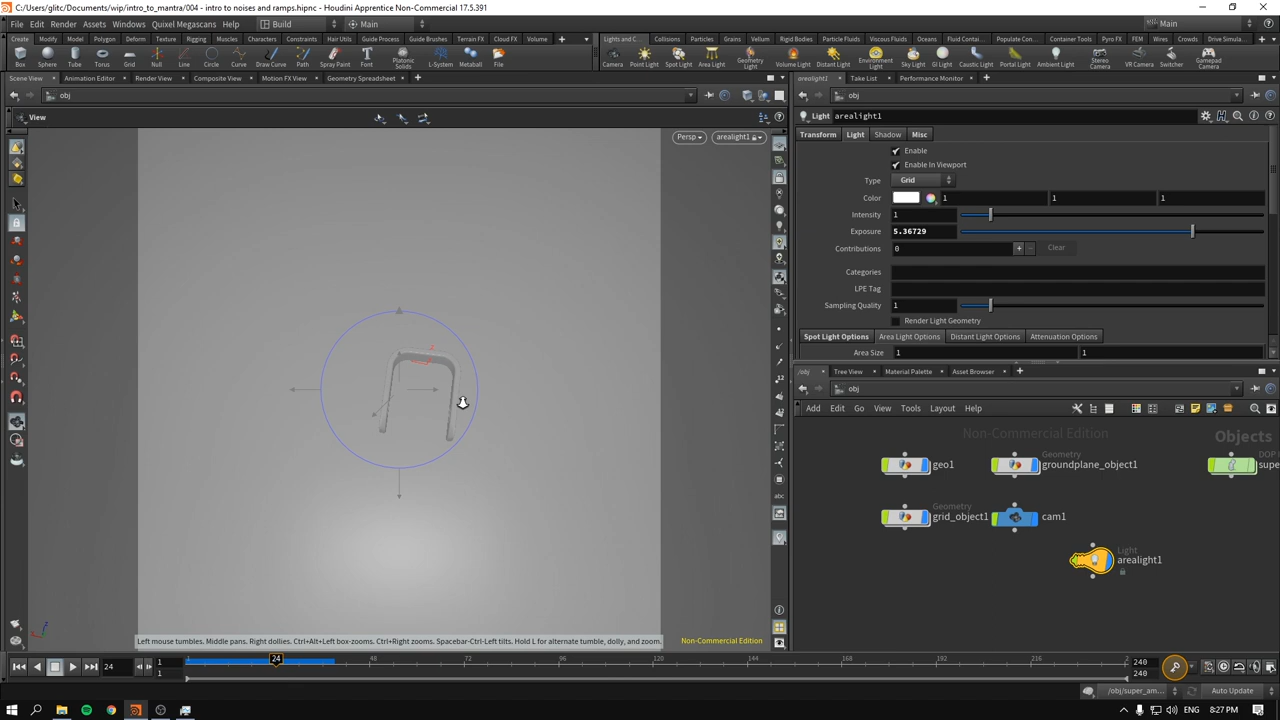 C:/Users/glitc/Documents/wip/intro_to_mantra/004 - intro to noises and ramps.hipnc - Houdini Apprentice Non-Commercial 17.5.391
File Edit Render Assets Windows Quixel Megascans Help Build Main Main
Create Modify Model Polygon Deform Texture Rigging Muscles Characters Constraints Hair Utils Guide Process Guide Brushes Terrain FX Cloud FX Volume
Lights and C... Collisions Particles Grains Vellum Rigid Bodies Particle Fluids Viscous Fluids Oceans Fluid Contai... Populate Con... Container Tools Pyro FX FEM Wires Crowds Drive Simula...
Box Sphere Tube Torus Grid Null Line Circle Curve Draw Curve Path Spray Paint Font Platonic Solids L-System Metaball File
Camera Point Light Spot Light Area Light Geometry Light Volume Light Distant Light Environment Light Sky Light GI Light Caustic Light Portal Light Ambient Light Stereo Camera VR Camera Switcher Gamepad Camera
Scene View Animation Editor Render View Composite View Motion FX View Geometry Spreadsheet
arealight1 Take List Performance Monitor
obj
obj
View
Light arealight1
Persp arealight1
Transform Light Shadow Misc
Enable
Enable In Viewport
Type Grid
Color 1 1 1
Intensity 1
Exposure 5.36729
Contributions 0 Clear
Categories
LPE Tag
Sampling Quality 1
Render Light Geometry
Spot Light Options Area Light Options Distant Light Options Attenuation Options
Area Size 1 1
/obj Tree View Material Palette Asset Browser
obj
Add Edit Go View Tools Layout Help
Non-Commercial Edition
Objects
geo1
Geometry
groundplane_object1
DOP
supe
Geometry
grid_object1
cam1
Light
arealight1
abc
Left mouse tumbles. Middle pans. Right dollies. Ctrl+Alt+Left box-zooms. Ctrl+Right zooms. Spacebar-Ctrl-Left tilts. Hold L for alternate tumble, dolly, and zoom.
Non-Commercial Edition
24 1 24 48 72 96 120 144 168 192 216 240
1 240
/obj/super_am... Auto Update
ENG 8:27 PM